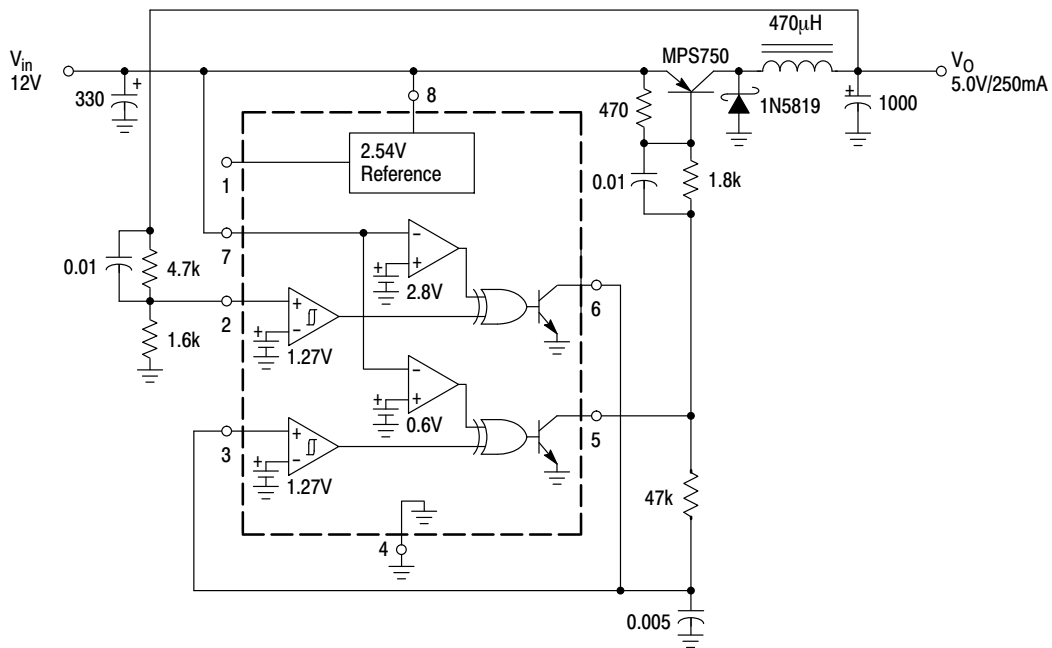 470μH
MPS750
Vin
12V
VO
5.0V/250mA
330
+
8
470
1N5819
+
1000
2.54V
Reference
1
0.01
1.8k
7
–
+
+
2.8V
0.01
4.7k
6
2
+
–
+
1.27V
1.6k
–
+
+
0.6V
5
3
+
–
+
1.27V
47k
4
0.005